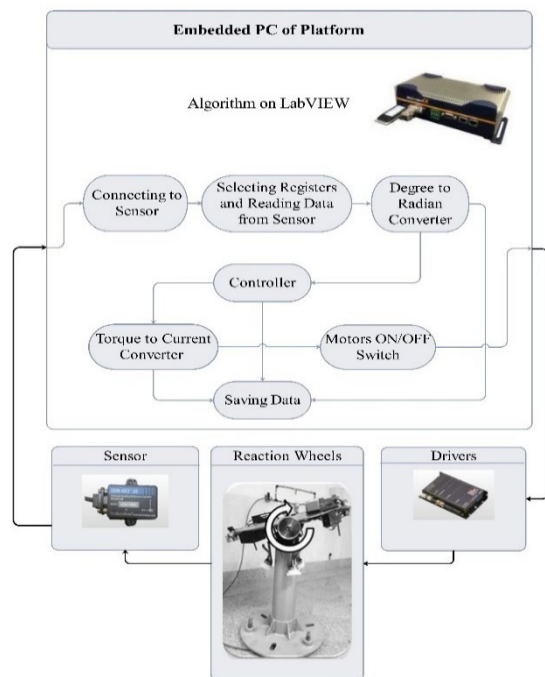 Embedded PC of Platform
Algorithm on LabVIEW
Connecting to
Sensor
Selecting Registers
and Reading Data
from Sensor
Degree to
Radian
Converter
Controller
Torque to Current
Converter
Motors ON/OFF
Switch
Saving Data
Sensor
Reaction Wheels
Drivers